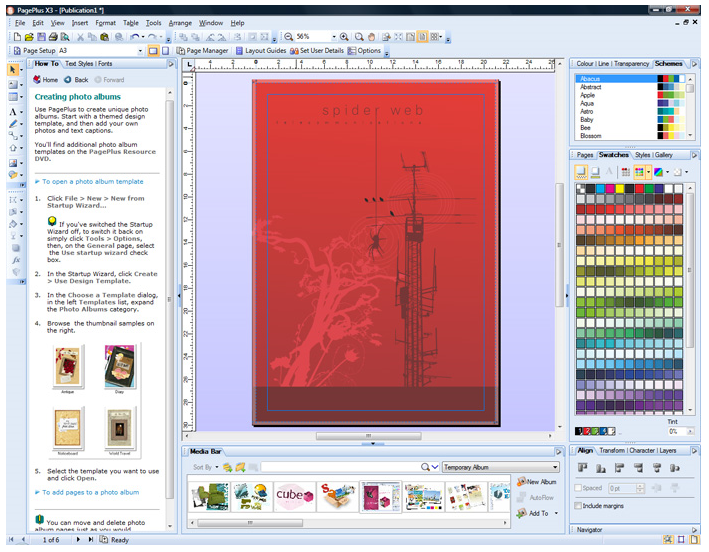 PagePlus X3 - [Publication1 *]
File Edit View Insert Format Table Tools Arrange Window Help
56%
Page Setup A3 Page Manager Layout Guides Set User Details Options
How To Text Styles Fonts
Home Back Forward
Creating photo albums
Use PagePlus to create unique photo
albums. Start with a themed design
template, and then add your own
photos and text captions.
You'll find additional photo album
templates on the PagePlus Resource
DVD.
To open a photo album template
1. Click File > New > New from
Startup Wizard...
If you've switched the Startup
Wizard off, to switch it back on
simply click Tools > Options,
then, on the General page, select
the Use startup wizard check
box.
2. In the Startup Wizard, click Create
> Use Design Template.
3. In the Choose a Template dialog,
in the left Templates list, expand
the Photo Albums category.
4. Browse the thumbnail samples on
the right.
Antique Diary
Noticeboard World Travel
5. Select the template you want to use
and click Open.
To add pages to a photo album
You can move and delete photo
album pages just as you would
spider web
telecommunications
Media Bar
Sort By
Temporary Album
cube
New Album
AutoFlow
Add To
Colour Line Transparency Schemes
Abacus
Abstract
Apple
Aqua
Astro
Baby
Bee
Blossom
Pages Swatches Styles Gallery
Tint
0%
Align Transform Character Layers
Spaced 0 pt
Include margins
Navigator
1 of 6 Ready